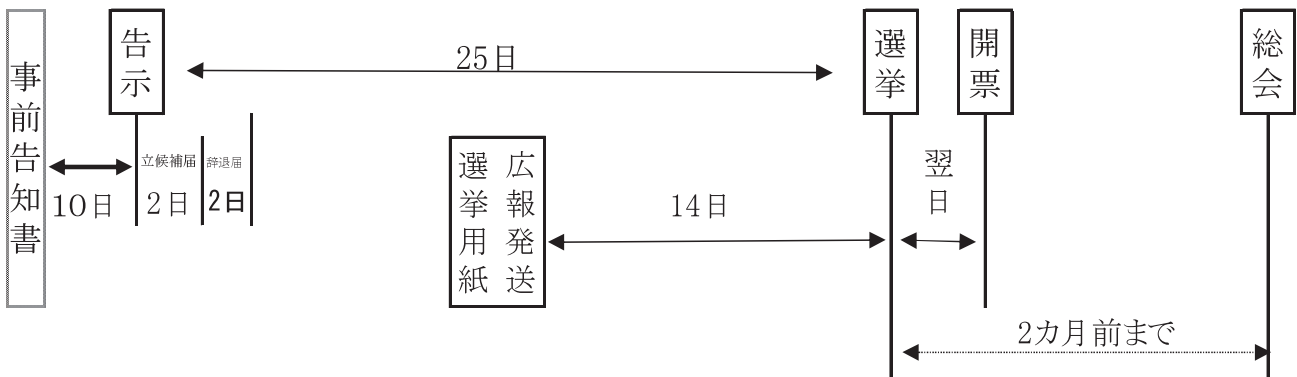 事前告知書
10日
告示
立候補届
2日
辞退届
2日
25日
広報発送
選挙用紙
14日
選挙
翌日
開票
2カ月前まで
総会